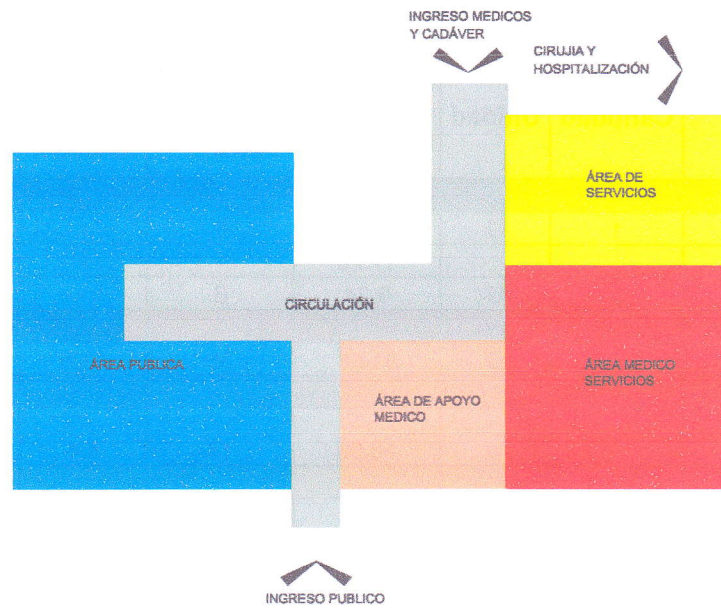 INGRESO MEDICOS
Y CADÁVER
CIRUJIA Y
HOSPITALIZACIÓN
ÁREA DE
SERVICIOS
CIRCULACIÓN
ÁREA PUBLICA
ÁREA MEDICO
SERVICIOS
ÁREA DE APOYO
MEDICO
INGRESO PUBLICO